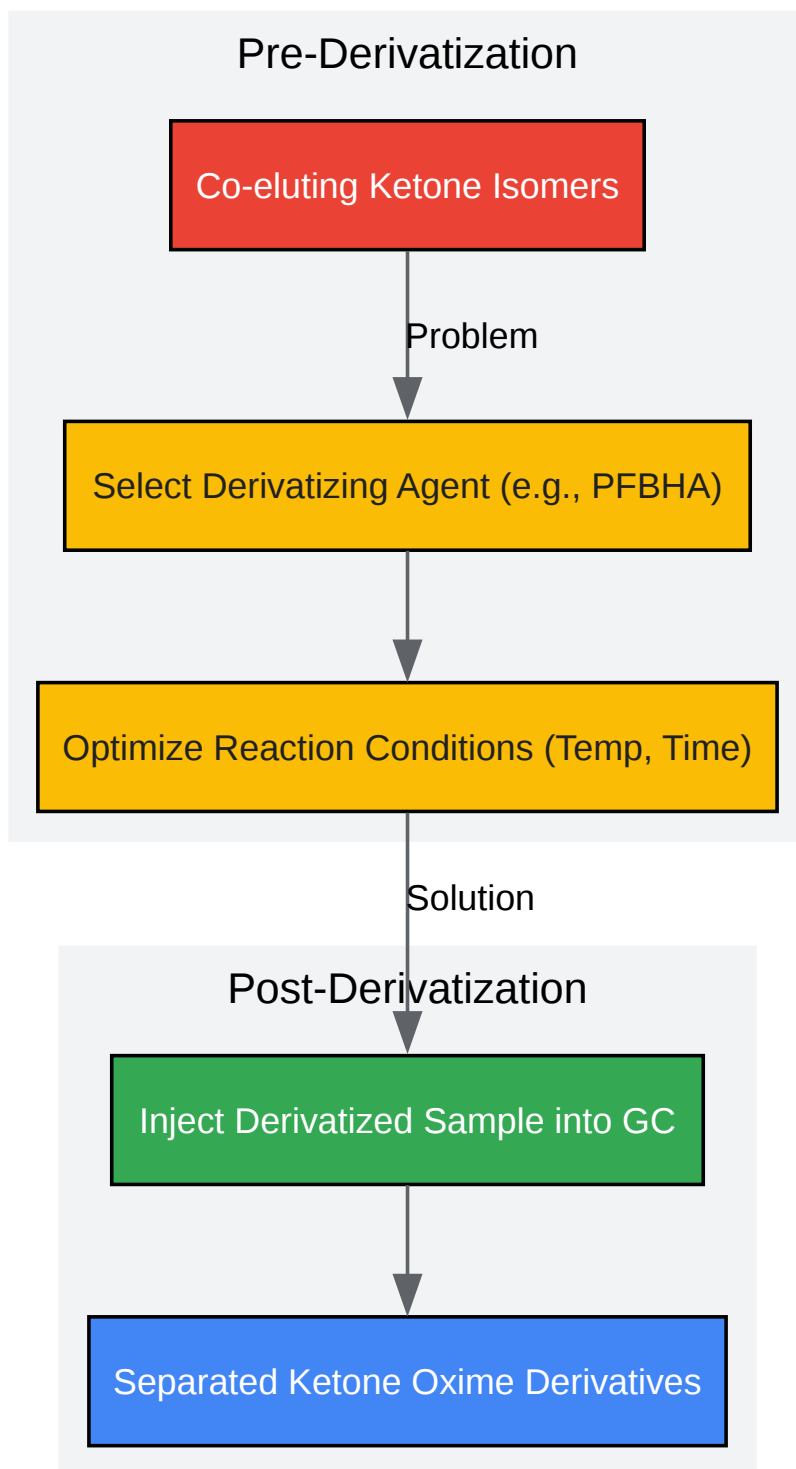 Pre-Derivatization
Co-eluting Ketone Isomers
Problem
Select Derivatizing Agent (e.g., PFBHA)
Optimize Reaction Conditions (Temp, Time)
Solution
Post-Derivatization
Inject Derivatized Sample into GC
Separated Ketone Oxime Derivatives